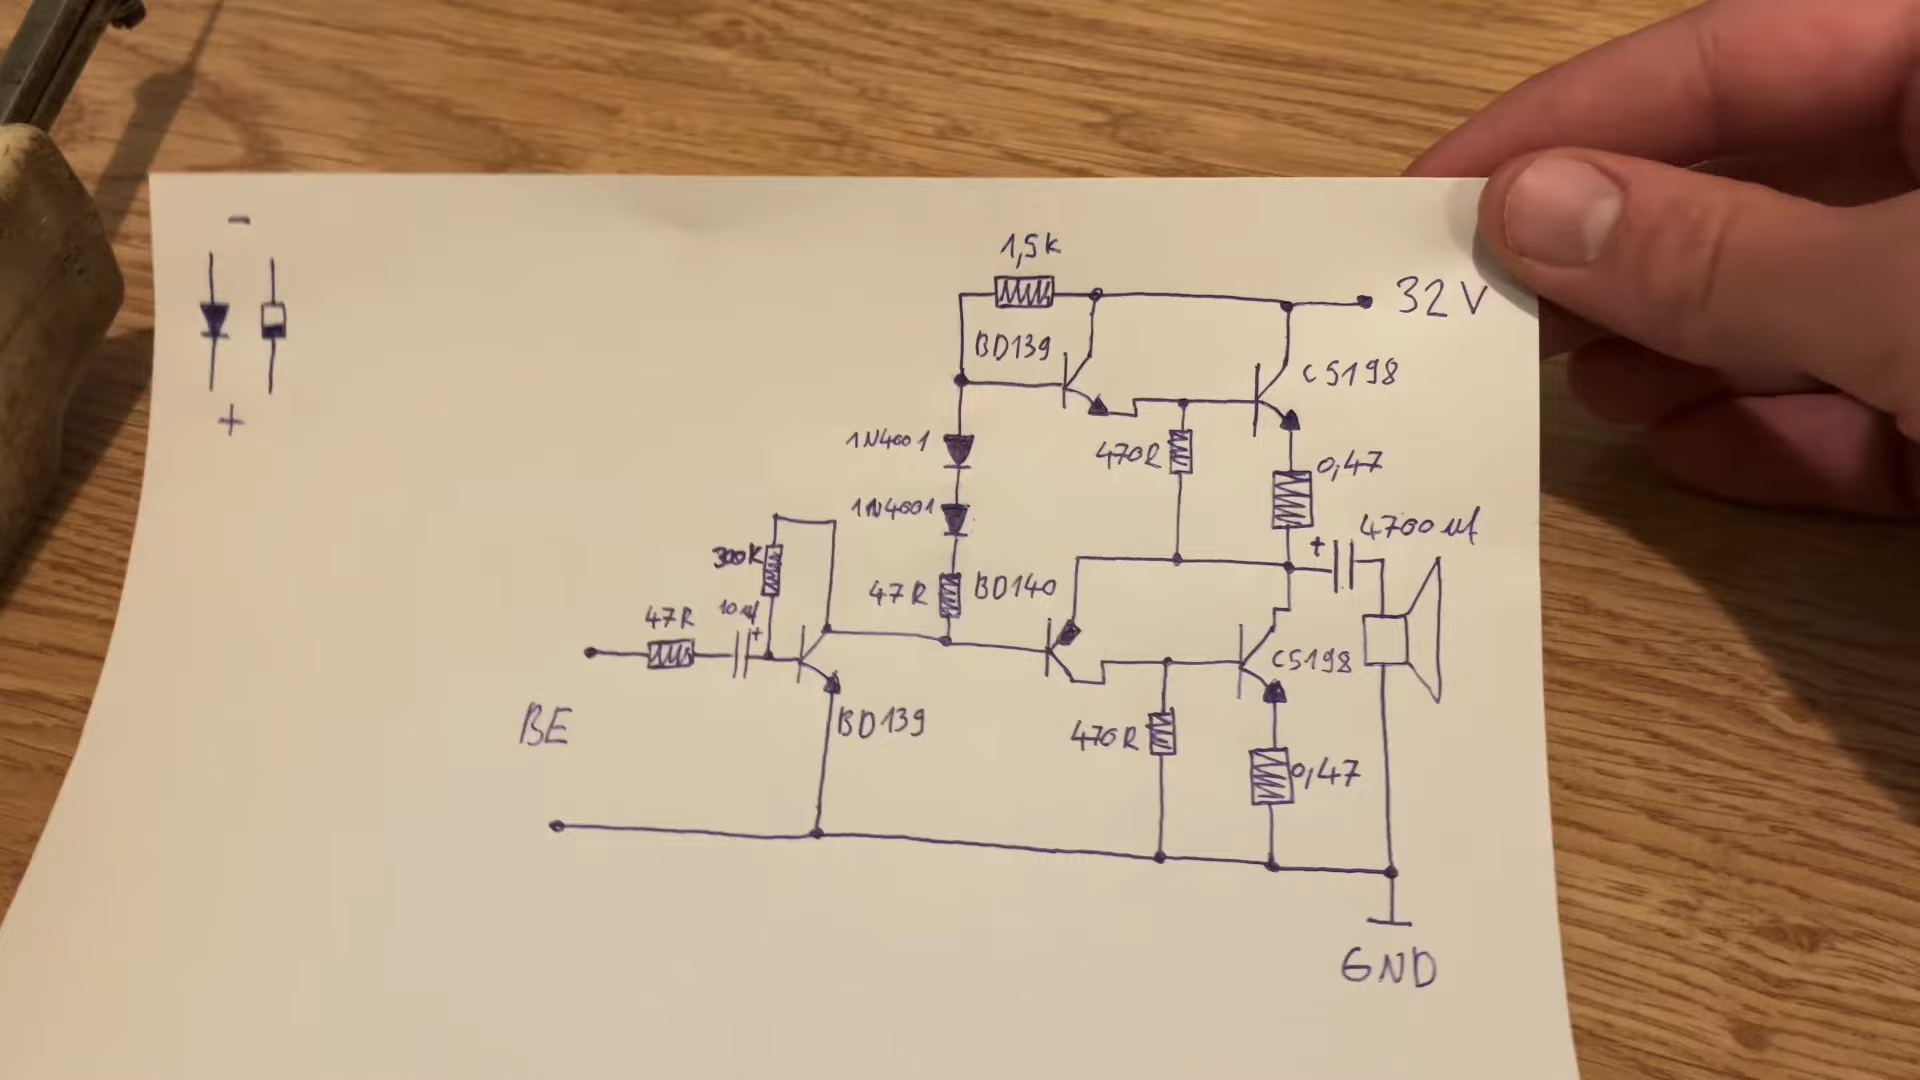 -
+
1,5k
32V
BD139
C5198
1N4001
470R
0,47
1N4001
4700uf
+
300K
47R
BD140
47R
10uf
+
C5198
BE
BD139
470R
0,47
GND